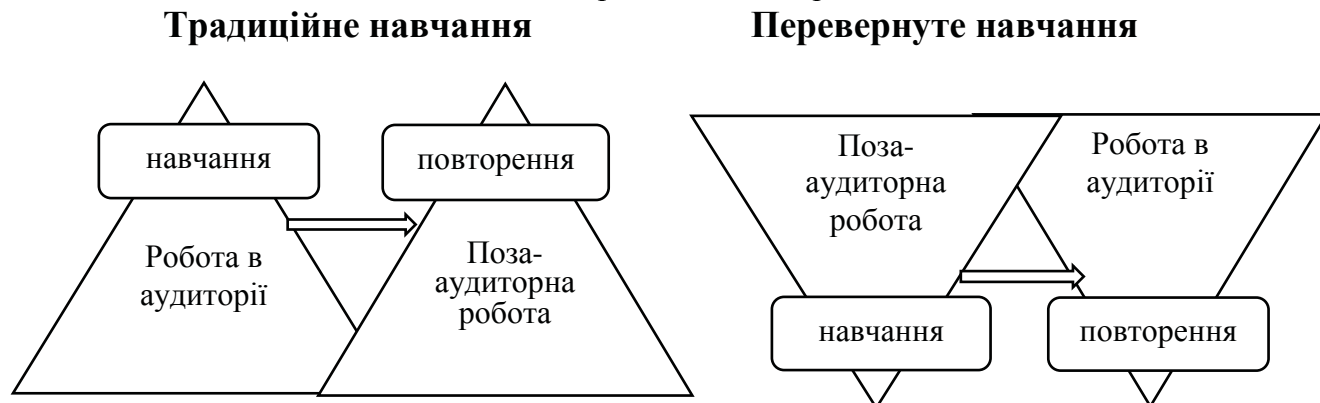 Традиційне навчання
Перевернуте навчання
навчання
повторення
Робота в
аудиторії
Поза-
аудиторна
робота
Поза-
аудиторна
робота
Робота в
аудиторії
навчання
повторення